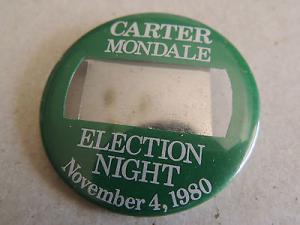 CARTER
MONDALE
ELECTION
NIGHT
November 4, 1980